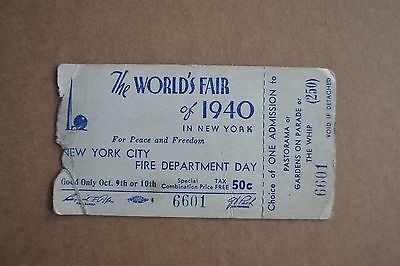 The WORLD'S FAIR
of 1940
IN NEW YORK
For Peace and Freedom
NEW YORK CITY
FIRE DEPARTMENT DAY
Good Only Oct. 9th or 10th
Special
Combination Price
TAX
FREE
50c
6601
Choice of ONE ADMISSION to
PASTORAMA or
GARDENS ON PARADE or
THE WHIP (250)
6601
VOID IF DETACHED